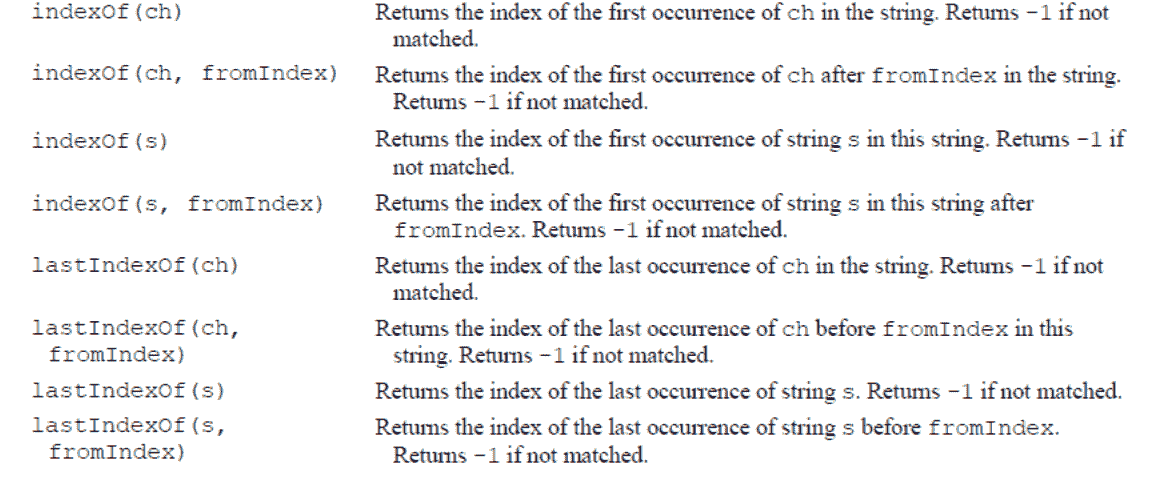 indexOf(ch) Returns the index of the first occurrence of ch in the string. Returns -1 if not
matched.
indexOf(ch, fromIndex) Returns the index of the first occurrence of ch after fromIndex in the string.
Returns -1 if not matched.
indexOf(s) Returns the index of the first occurrence of string s in this string. Returns -1 if
not matched.
indexOf(s, fromIndex) Returns the index of the first occurrence of string s in this string after
fromIndex. Returns -1 if not matched.
lastIndexOf(ch) Returns the index of the last occurrence of ch in the string. Returns -1 if not
matched.
lastIndexOf(ch, Returns the index of the last occurrence of ch before fromIndex in this
fromIndex) string. Returns -1 if not matched.
lastIndexOf(s) Returns the index of the last occurrence of string s. Returns -1 if not matched.
lastIndexOf(s, Returns the index of the last occurrence of string s before fromIndex.
fromIndex) Returns -1 if not matched.